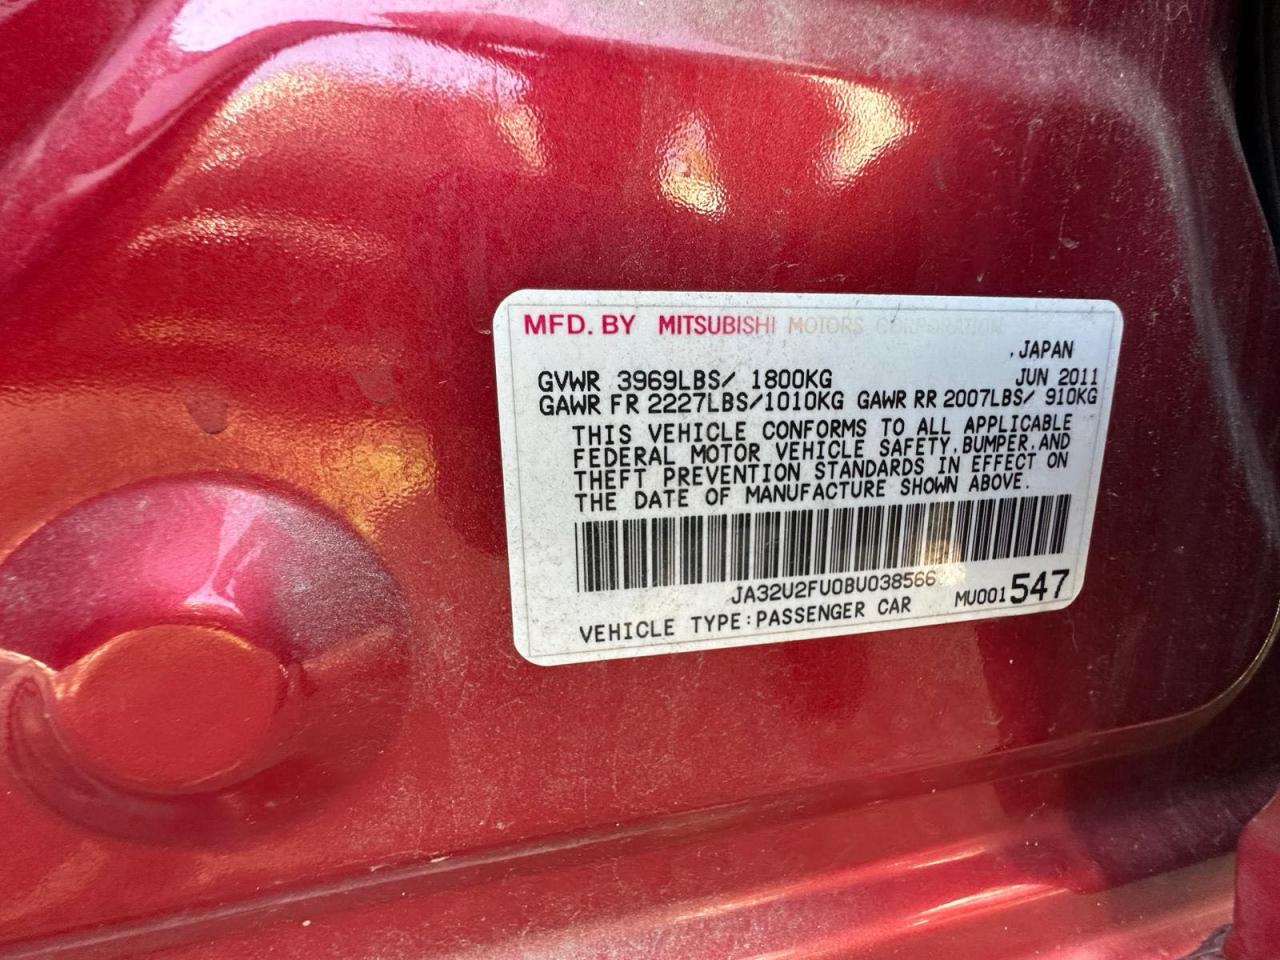 MFD. BY MITSUBISHI MOTORS CORPORATION
, JAPAN
GVWR 3969LBS/ 1800KG JUN 2011
GAWR FR 2227LBS/1010KG GAWR RR 2007LBS/ 910KG
THIS VEHICLE CONFORMS TO ALL APPLICABLE
FEDERAL MOTOR VEHICLE SAFETY, BUMPER, AND
THEFT PREVENTION STANDARDS IN EFFECT ON
THE DATE OF MANUFACTURE SHOWN ABOVE.
JA32U2FU0BU038566
VEHICLE TYPE:PASSENGER CAR MU001547